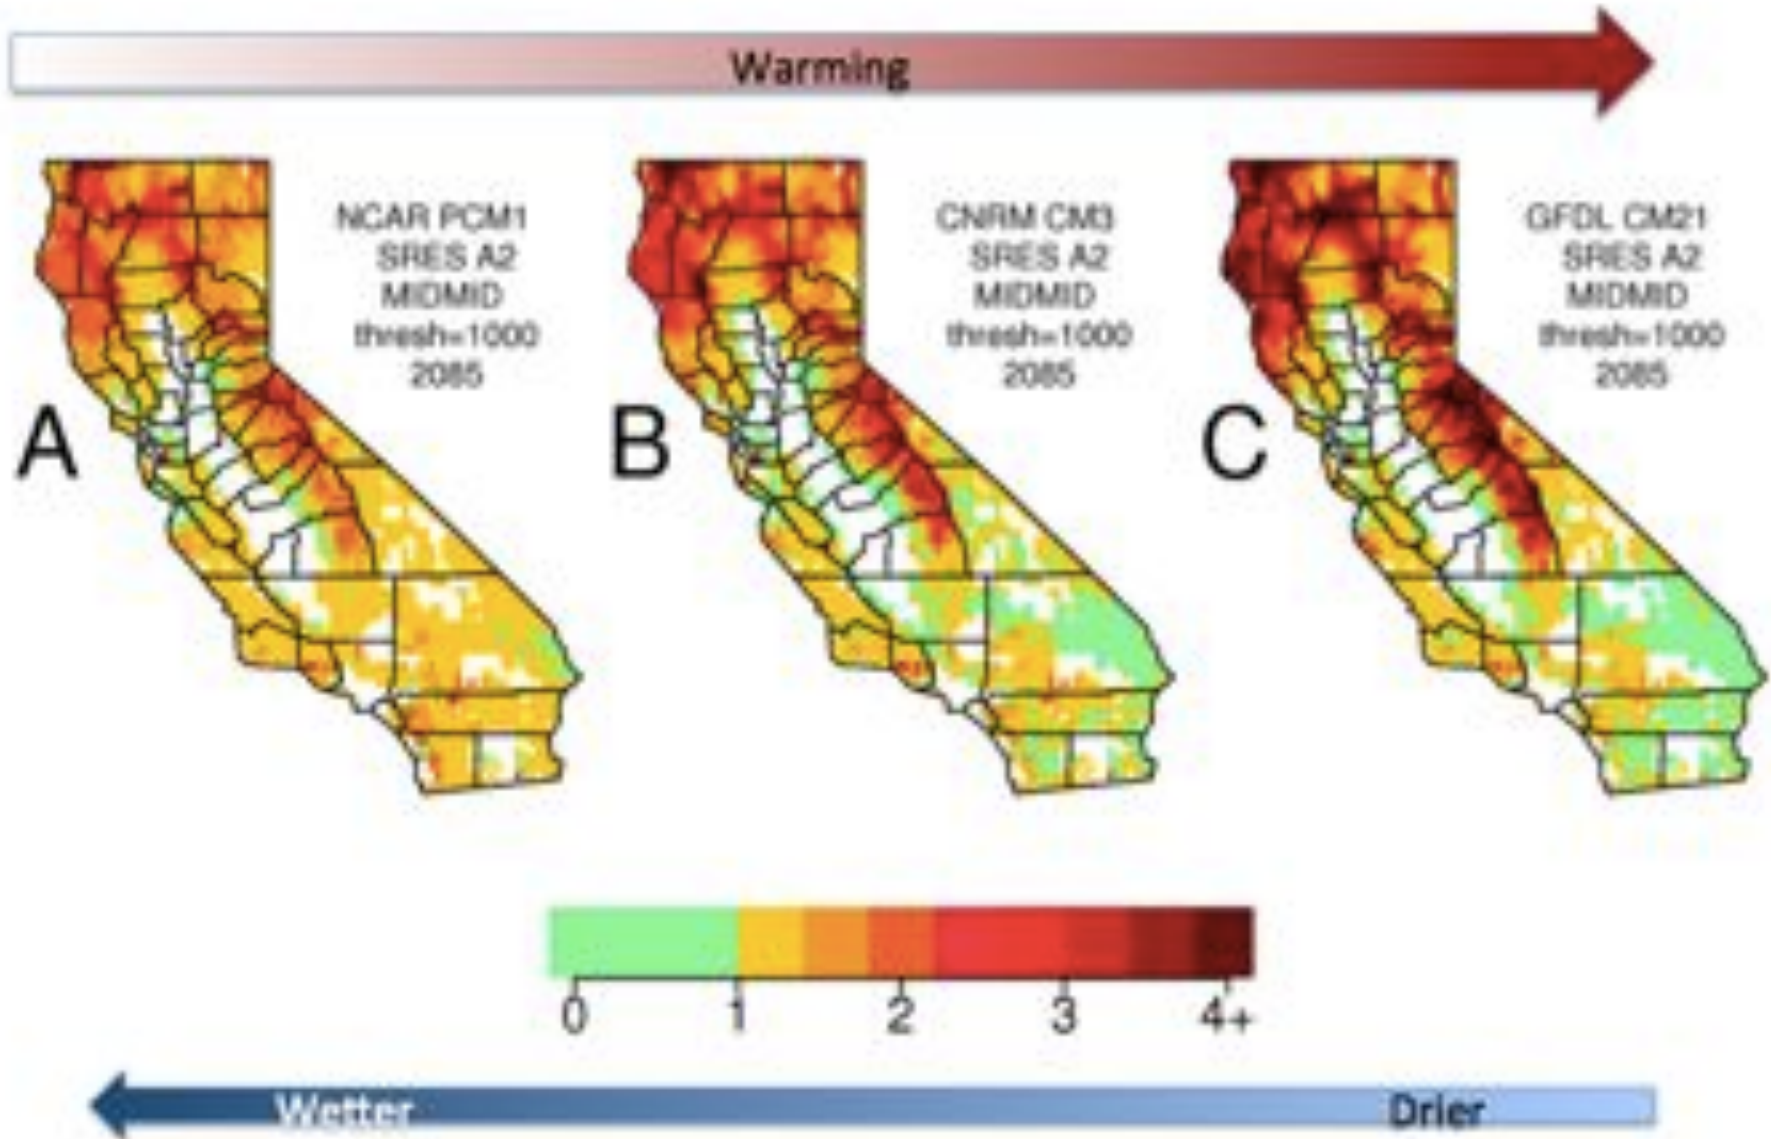 Warming
NCAR PCM1
SRES A2
MIDMID
thresh=1000
2085
A
CNRM CM3
SRES A2
MIDMID
thresh=1000
2085
B
GFDL CM21
SRES A2
MIDMID
thresh=1000
2085
C
0 1 2 3 4+
Wetter Drier